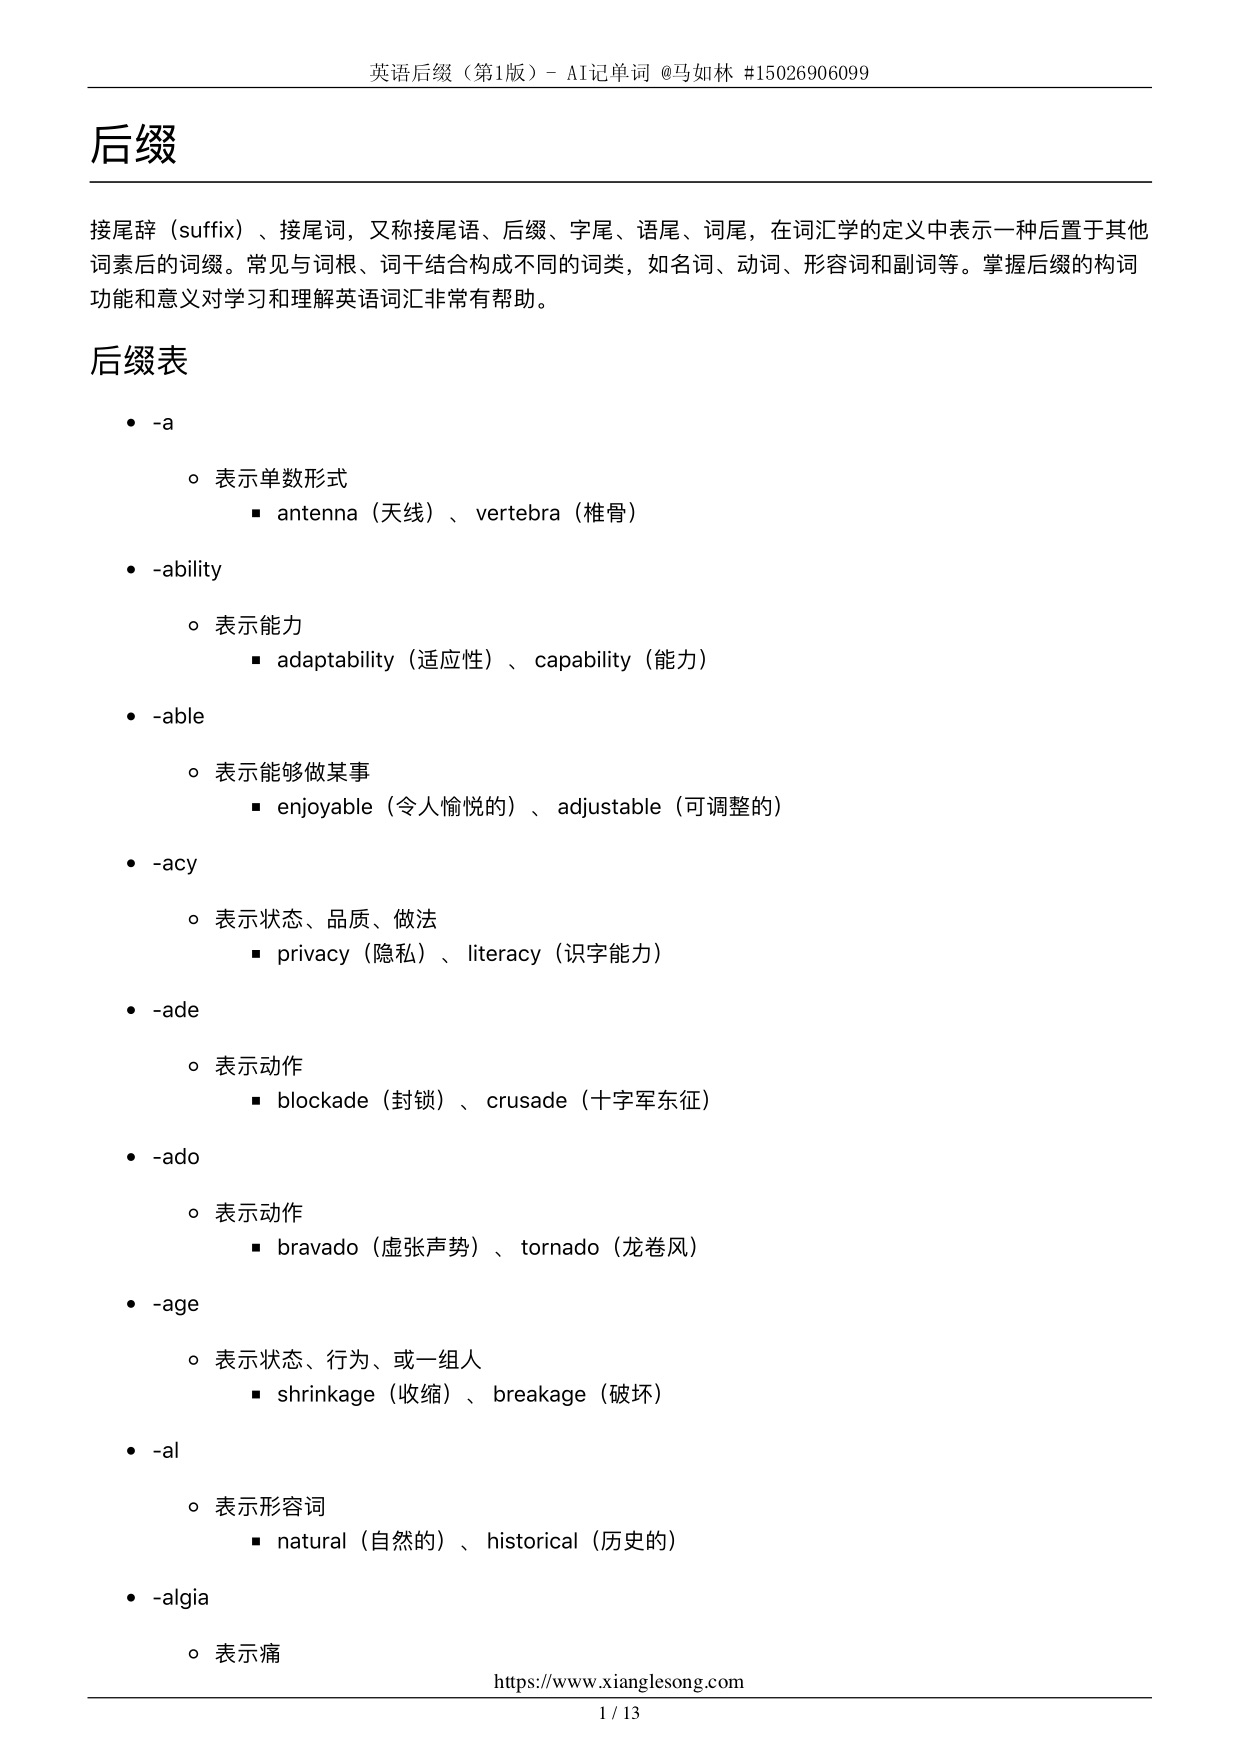 英语后缀（第1版）- AI记单词 @马如林 #15026906099
后缀
接尾辞（suffix）、接尾词，又称接尾语、后缀、字尾、语尾、词尾，在词汇学的定义中表示一种后置于其他
词素后的词缀。常见与词根、词干结合构成不同的词类，如名词、动词、形容词和副词等。掌握后缀的构词
功能和意义对学习和理解英语词汇非常有帮助。
后缀表
• -a
◦ 表示单数形式
▪ antenna（天线）、 vertebra（椎骨）
• -ability
◦ 表示能力
▪ adaptability（适应性）、 capability（能力）
• -able
◦ 表示能够做某事
▪ enjoyable（令人愉悦的）、 adjustable（可调整的）
• -acy
◦ 表示状态、品质、做法
▪ privacy（隐私）、 literacy（识字能力）
• -ade
◦ 表示动作
▪ blockade（封锁）、 crusade（十字军东征）
• -ado
◦ 表示动作
▪ bravado（虚张声势）、 tornado（龙卷风）
• -age
◦ 表示状态、行为、或一组人
▪ shrinkage（收缩）、 breakage（破坏）
• -al
◦ 表示形容词
▪ natural（自然的）、 historical（历史的）
• -algia
◦ 表示痛
https://www.xianglesong.com
1 / 13